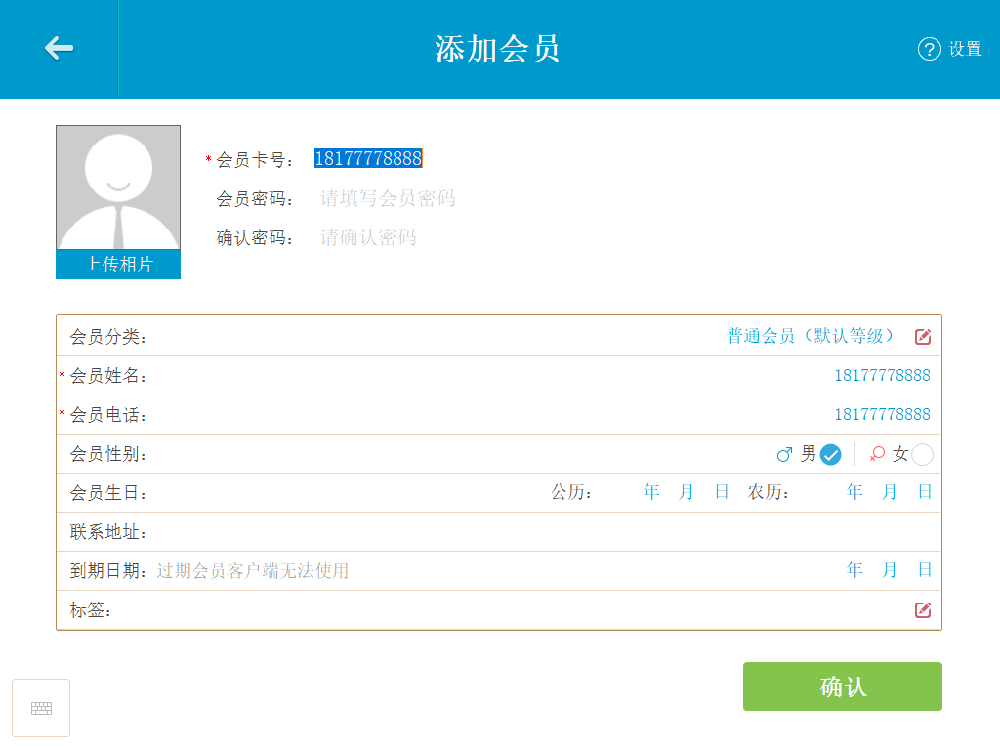 添加会员
? 设置
* 会员卡号： 18177778888
会员密码： 请填写会员密码
确认密码： 请确认密码
上传相片
会员分类： 普通会员（默认等级）
* 会员姓名： 18177778888
* 会员电话： 18177778888
会员性别： 男 女
会员生日： 公历： 年 月 日 农历： 年 月 日
联系地址：
到期日期： 过期会员客户端无法使用 年 月 日
标签：
确认